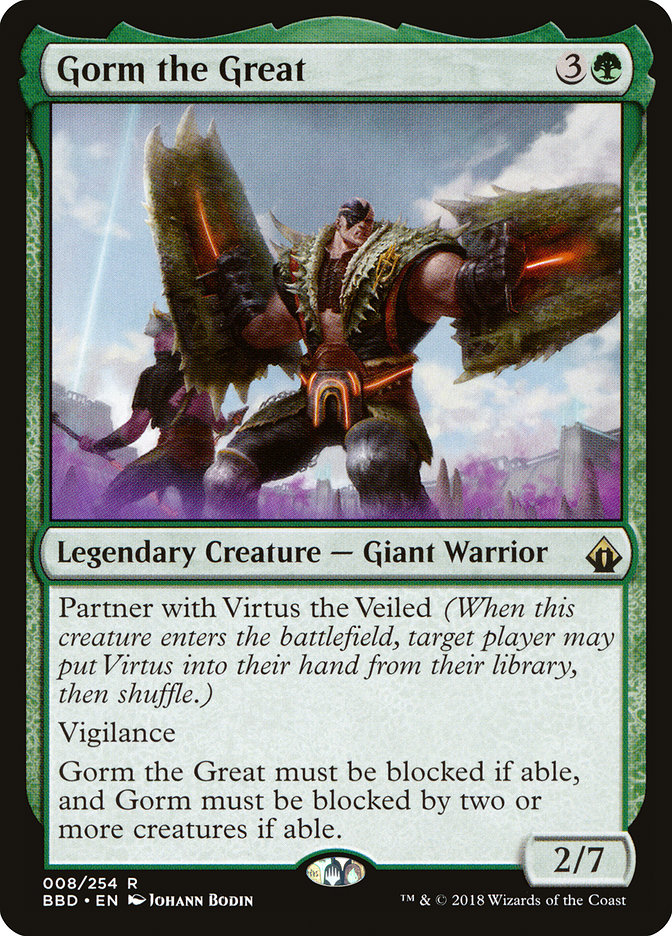 Gorm the Great 3
Legendary Creature — Giant Warrior
Partner with Virtus the Veiled (When this
creature enters the battlefield, target player may
put Virtus into their hand from their library,
then shuffle.)
Vigilance
Gorm the Great must be blocked if able,
and Gorm must be blocked by two or
more creatures if able.
2/7
008/254 R
BBD • EN Johann Bodin
™ & © 2018 Wizards of the Coast